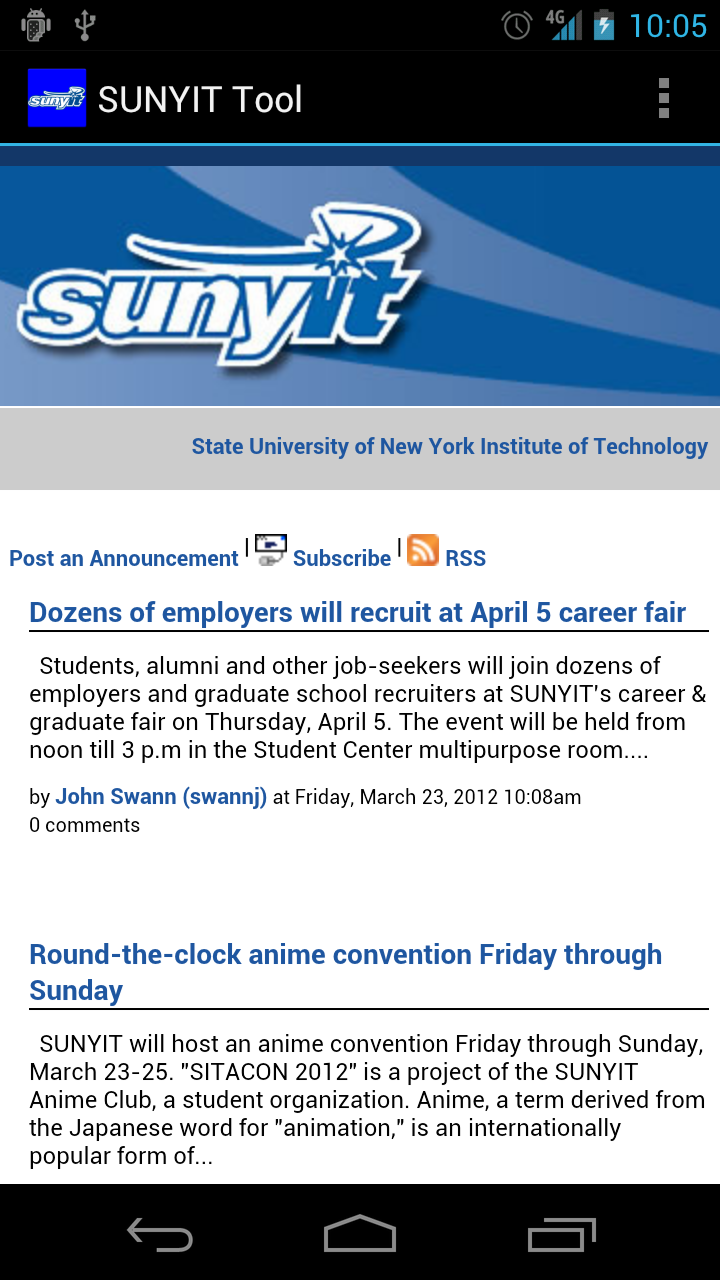 4G 10:05
sunyit SUNYIT Tool
sunyit
State University of New York Institute of Technology
Post an Announcement | Subscribe | RSS
Dozens of employers will recruit at April 5 career fair
Students, alumni and other job-seekers will join dozens of
employers and graduate school recruiters at SUNYIT's career &
graduate fair on Thursday, April 5. The event will be held from
noon till 3 p.m in the Student Center multipurpose room....
by John Swann (swannj) at Friday, March 23, 2012 10:08am
0 comments
Round-the-clock anime convention Friday through
Sunday
SUNYIT will host an anime convention Friday through Sunday,
March 23-25. "SITACON 2012" is a project of the SUNYIT
Anime Club, a student organization. Anime, a term derived from
the Japanese word for "animation," is an internationally
popular form of...